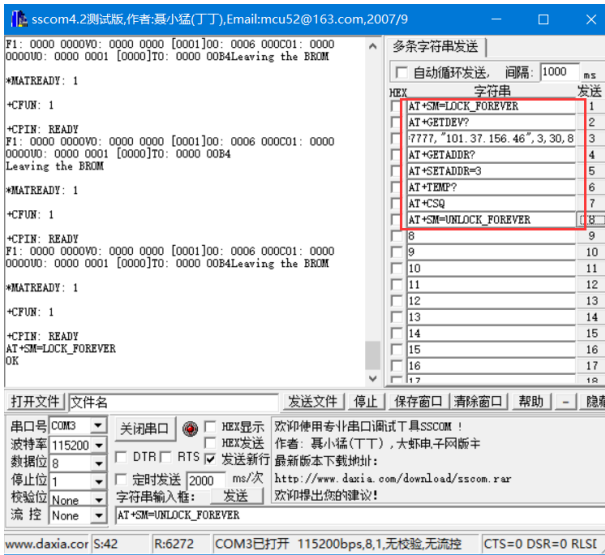 sscom4.2测试版,作者:聂小猛(丁丁),Email:mcu52@163.com,2007/9
F1: 0000 0000V0: 0000 0000 [0001]00: 0006 000C01: 0000
0000U0: 0000 0001 [0000]T0: 0000 00B4Leaving the BROM
*MATREADY: 1
+CFUN: 1
+CPIN: READY
F1: 0000 0000V0: 0000 0000 [0001]00: 0006 000C01: 0000
0000U0: 0000 0001 [0000]T0: 0000 00B4
Leaving the BROM
*MATREADY: 1
+CFUN: 1
+CPIN: READY
F1: 0000 0000V0: 0000 0000 [0001]00: 0006 000C01: 0000
0000U0: 0000 0001 [0000]T0: 0000 00B4Leaving the BROM
*MATREADY: 1
+CFUN: 1
+CPIN: READY
AT+SM=LOCK_FOREVER
OK
多条字符串发送
自动循环发送, 间隔: 1000 ms
HEX 字符串 发送
AT+SM=LOCK_FOREVER 1
AT+GETDEV? 2
7777,"101.37.156.46",3,30,8 3
AT+GETADDR? 4
AT+SETADDR=3 5
AT+TEMP? 6
AT+CSQ 7
AT+SM=UNLOCK_FOREVER 8
8 9
9 10
10 11
11 12
12 13
13 14
14 15
15 16
16 17
17 18
打开文件 文件名 发送文件 停止 保存窗口 清除窗口 帮助 - 隐藏
串口号 COM3 关闭串口 HEX显示
波特率 115200 HEX发送
数据位 8 DTR RTS 发送新行
停止位 1 定时发送 2000 ms/次
校验位 None 字符串输入框: 发送
流 控 None AT+SM=UNLOCK_FOREVER
欢迎使用专业串口调试工具SSCOM !
作者: 聂小猛(丁丁) ,大虾电子网版主
最新版本下载地址:
http://www.daxia.com/download/sscom.rar
欢迎提出您的建议!
www.daxia.cor S:42 R:6272 COM3已打开 115200bps,8,1,无校验,无流控 CTS=0 DSR=0 RLSI